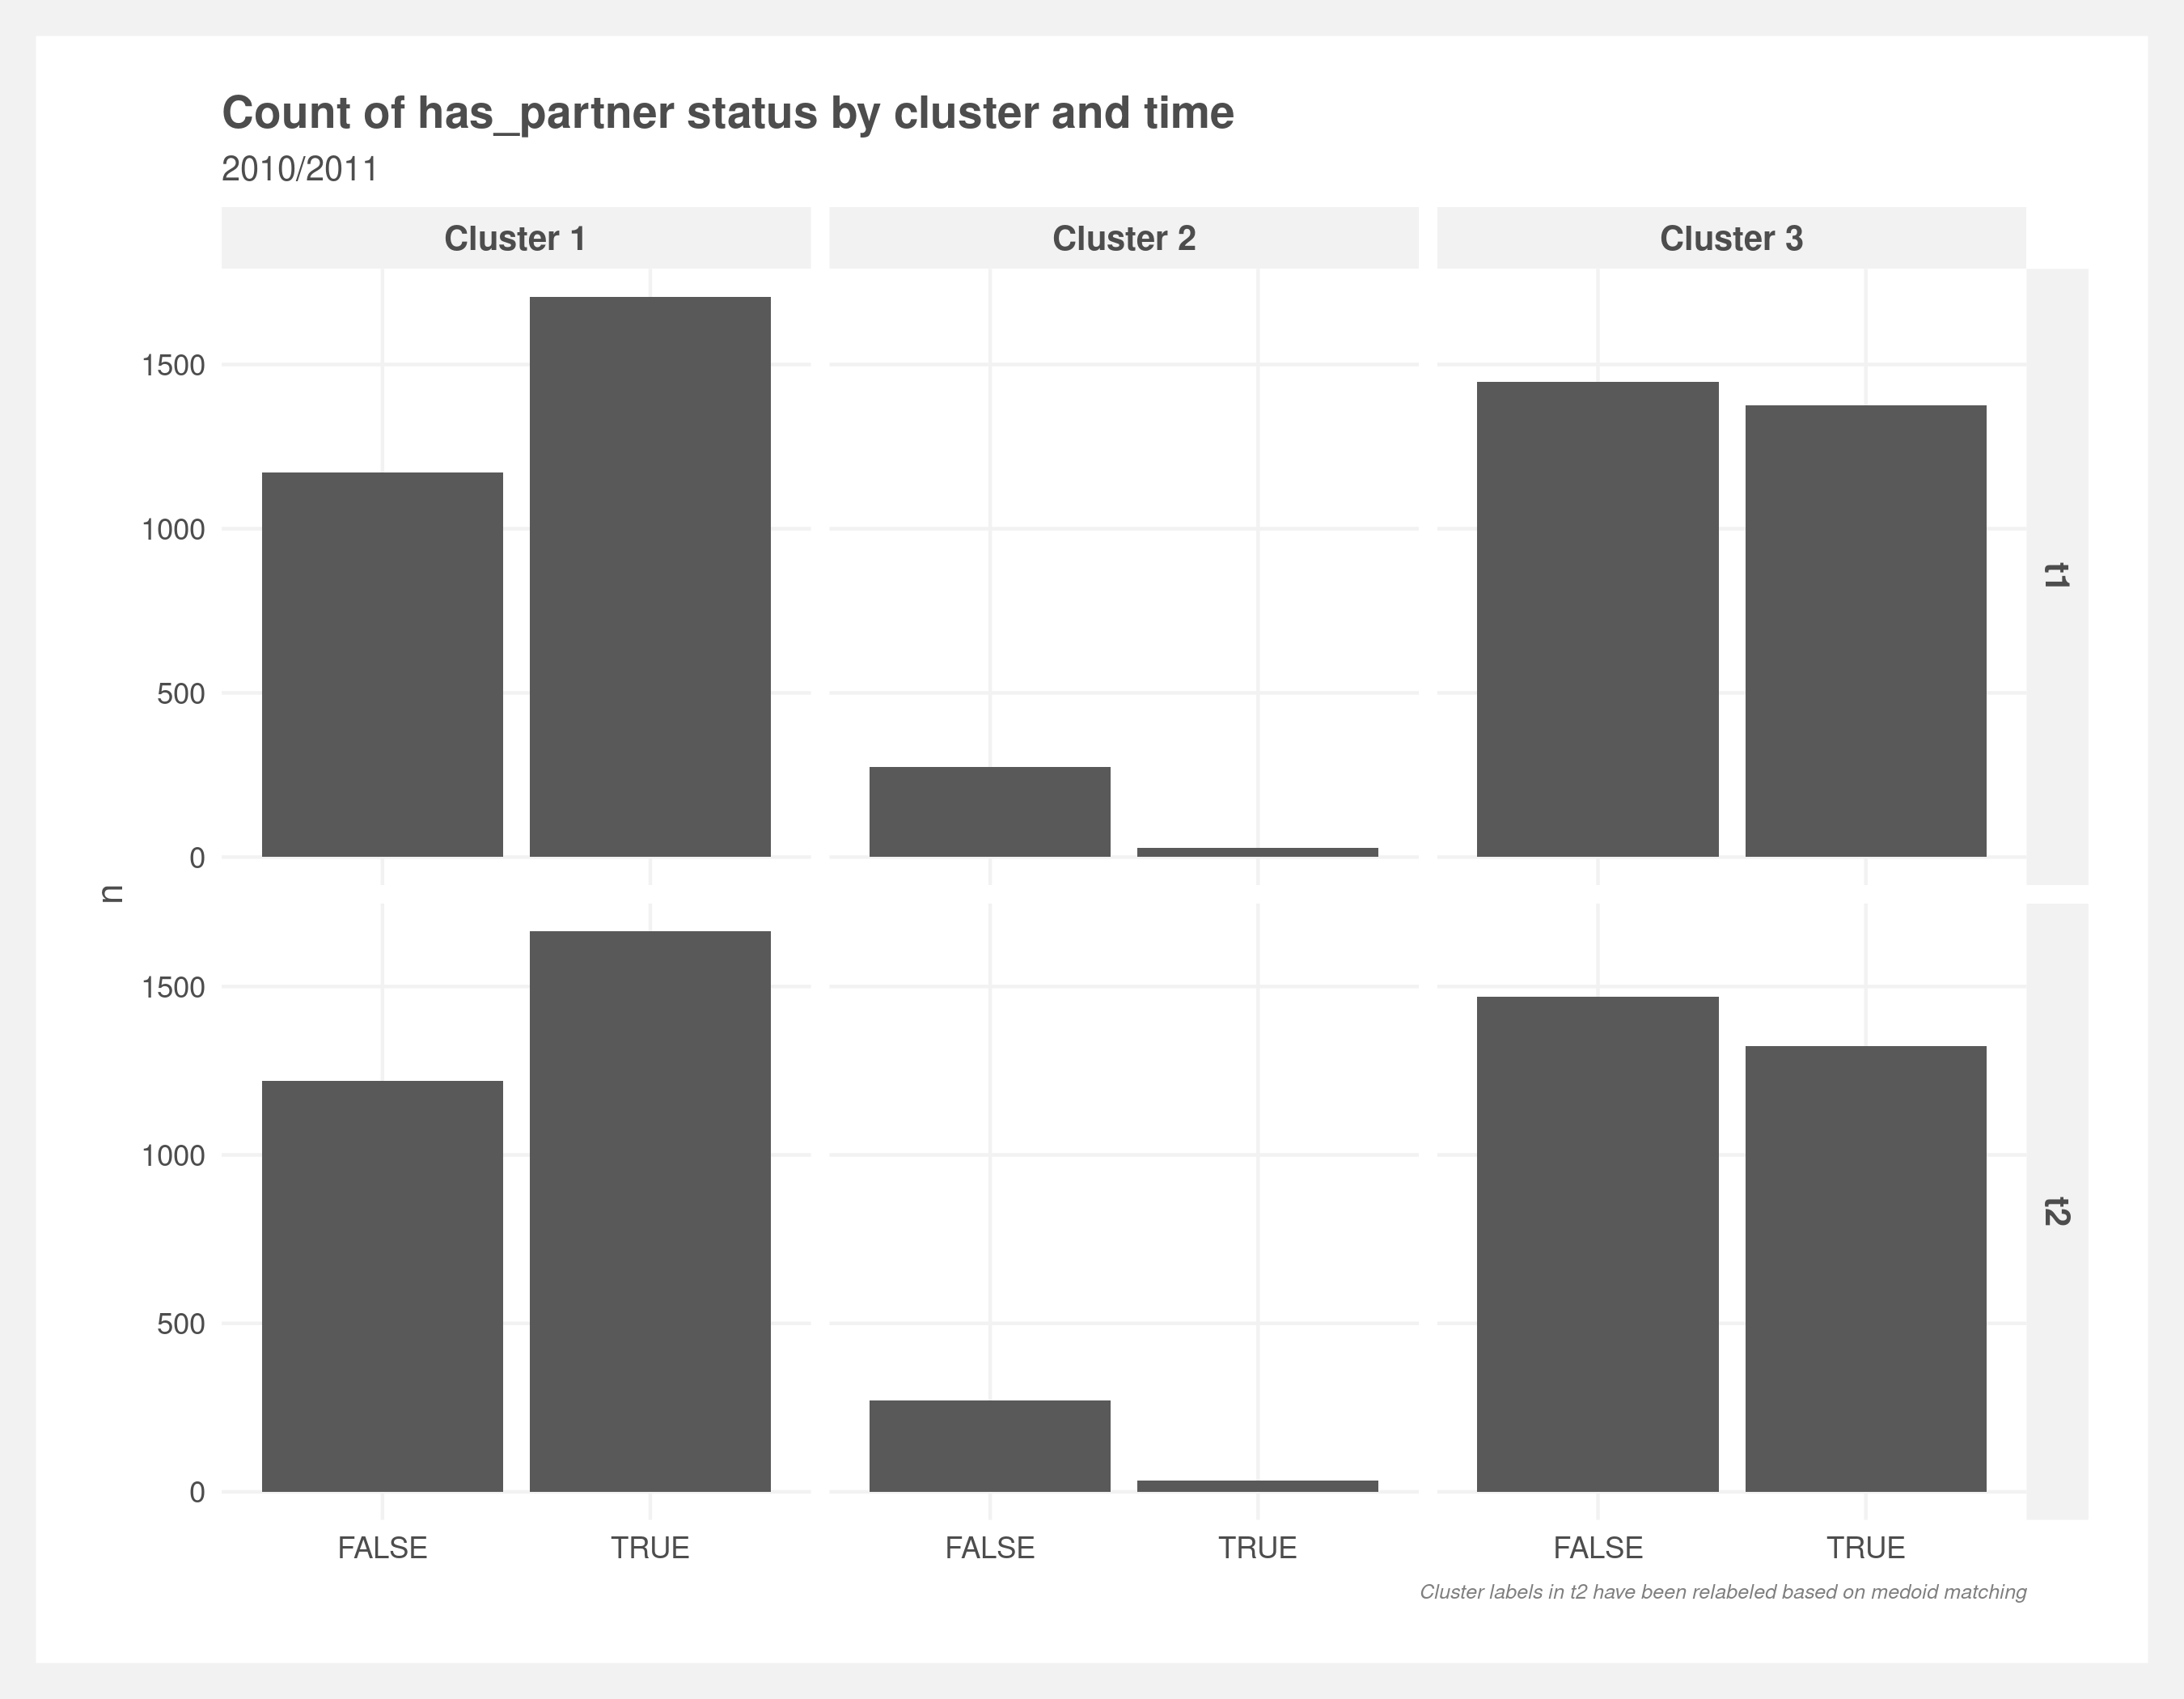 Count of has_partner status by cluster and time
2010/2011
Cluster 1 Cluster 2 Cluster 3
1500
1000
500
0
t1
n
1500
1000
500
0
t2
FALSE TRUE FALSE TRUE FALSE TRUE
Cluster labels in t2 have been relabeled based on medoid matching